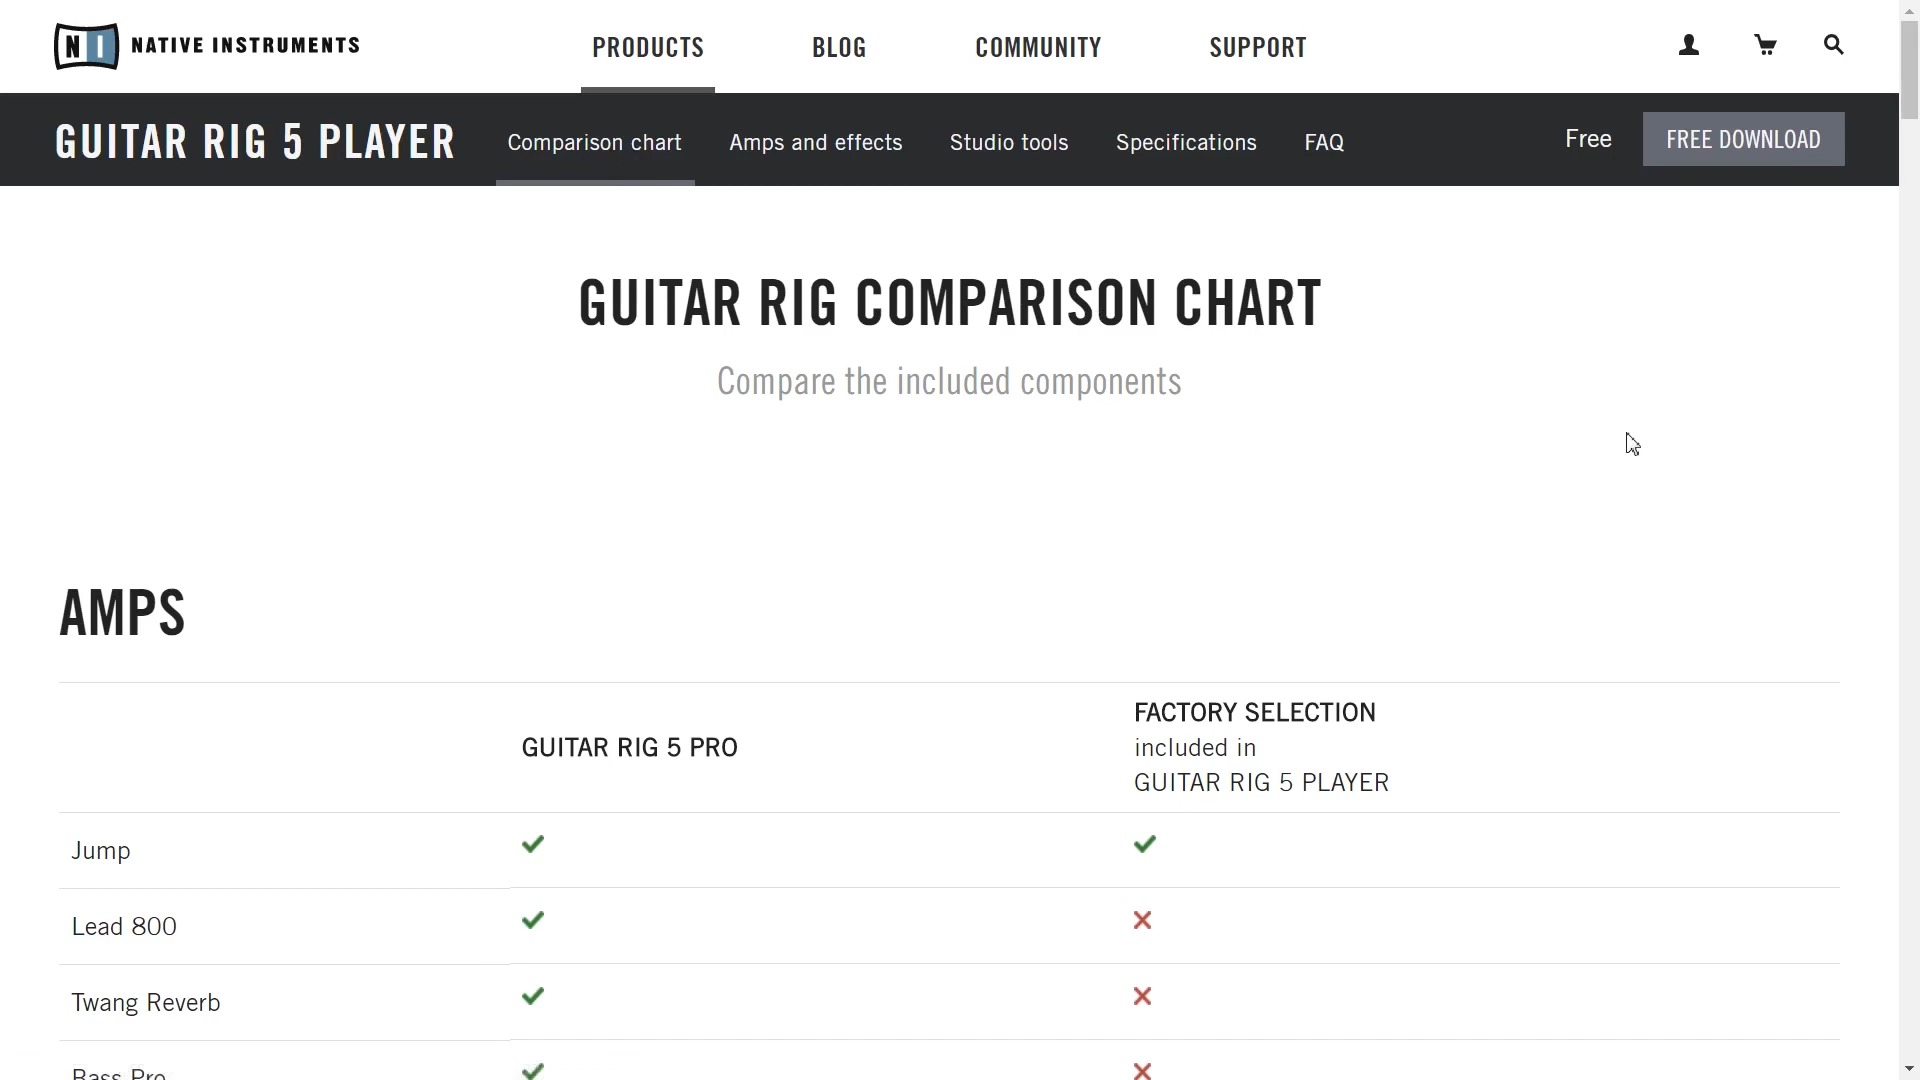 NI NATIVE INSTRUMENTS
PRODUCTS
BLOG
COMMUNITY
SUPPORT
GUITAR RIG 5 PLAYER
Comparison chart
Amps and effects
Studio tools
Specifications
FAQ
Free
FREE DOWNLOAD
GUITAR RIG COMPARISON CHART
Compare the included components
AMPS
GUITAR RIG 5 PRO
FACTORY SELECTION
included in
GUITAR RIG 5 PLAYER
Jump
Lead 800
Twang Reverb
Bass Pro